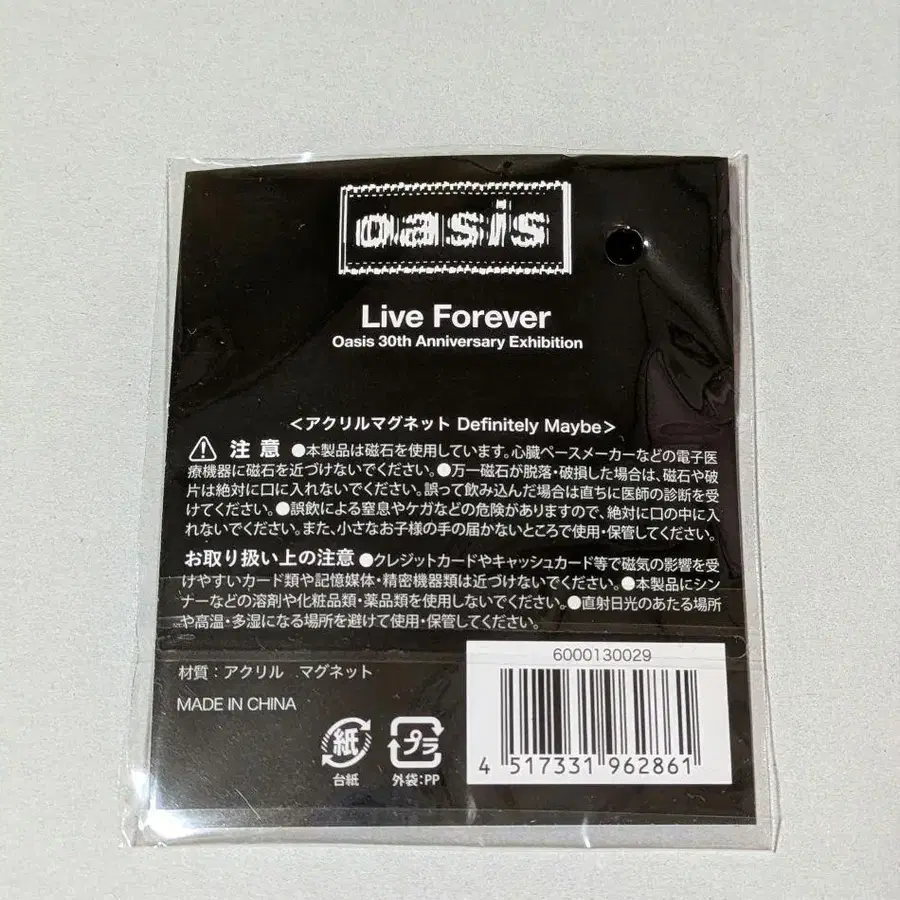 oasis
Live Forever
Oasis 30th Anniversary Exhibition
<アクリルマグネット Definitely Maybe>
注意 ●本製品は磁石を使用しています。心臓ペースメーカーなどの電子医
療機器に磁石を近づけないでください。●万一磁石が脱落・破損した場合は、磁石や破
片は絶対に口に入れないでください。誤って飲み込んだ場合は直ちに医師の診断を受
けてください。●誤飲による窒息やケガなどの危険がありますので、絶対に口の中に入
れないでください。また、小さなお子様の手の届かないところで使用・保管してください。
お取り扱い上の注意 ●クレジットカードやキャッシュカード等で磁気の影響を受
けやすいカード類や記憶媒体・精密機器類は近づけないでください。●本製品にシン
ナーなどの溶剤や化粧品類・薬品類を使用しないでください。●直射日光のあたる場所
や高温・多湿になる場所を避けて使用・保管してください。
材質：アクリル マグネット
MADE IN CHINA
紙
台紙
プラ
外袋:PP
6000130029
4 517331 962861